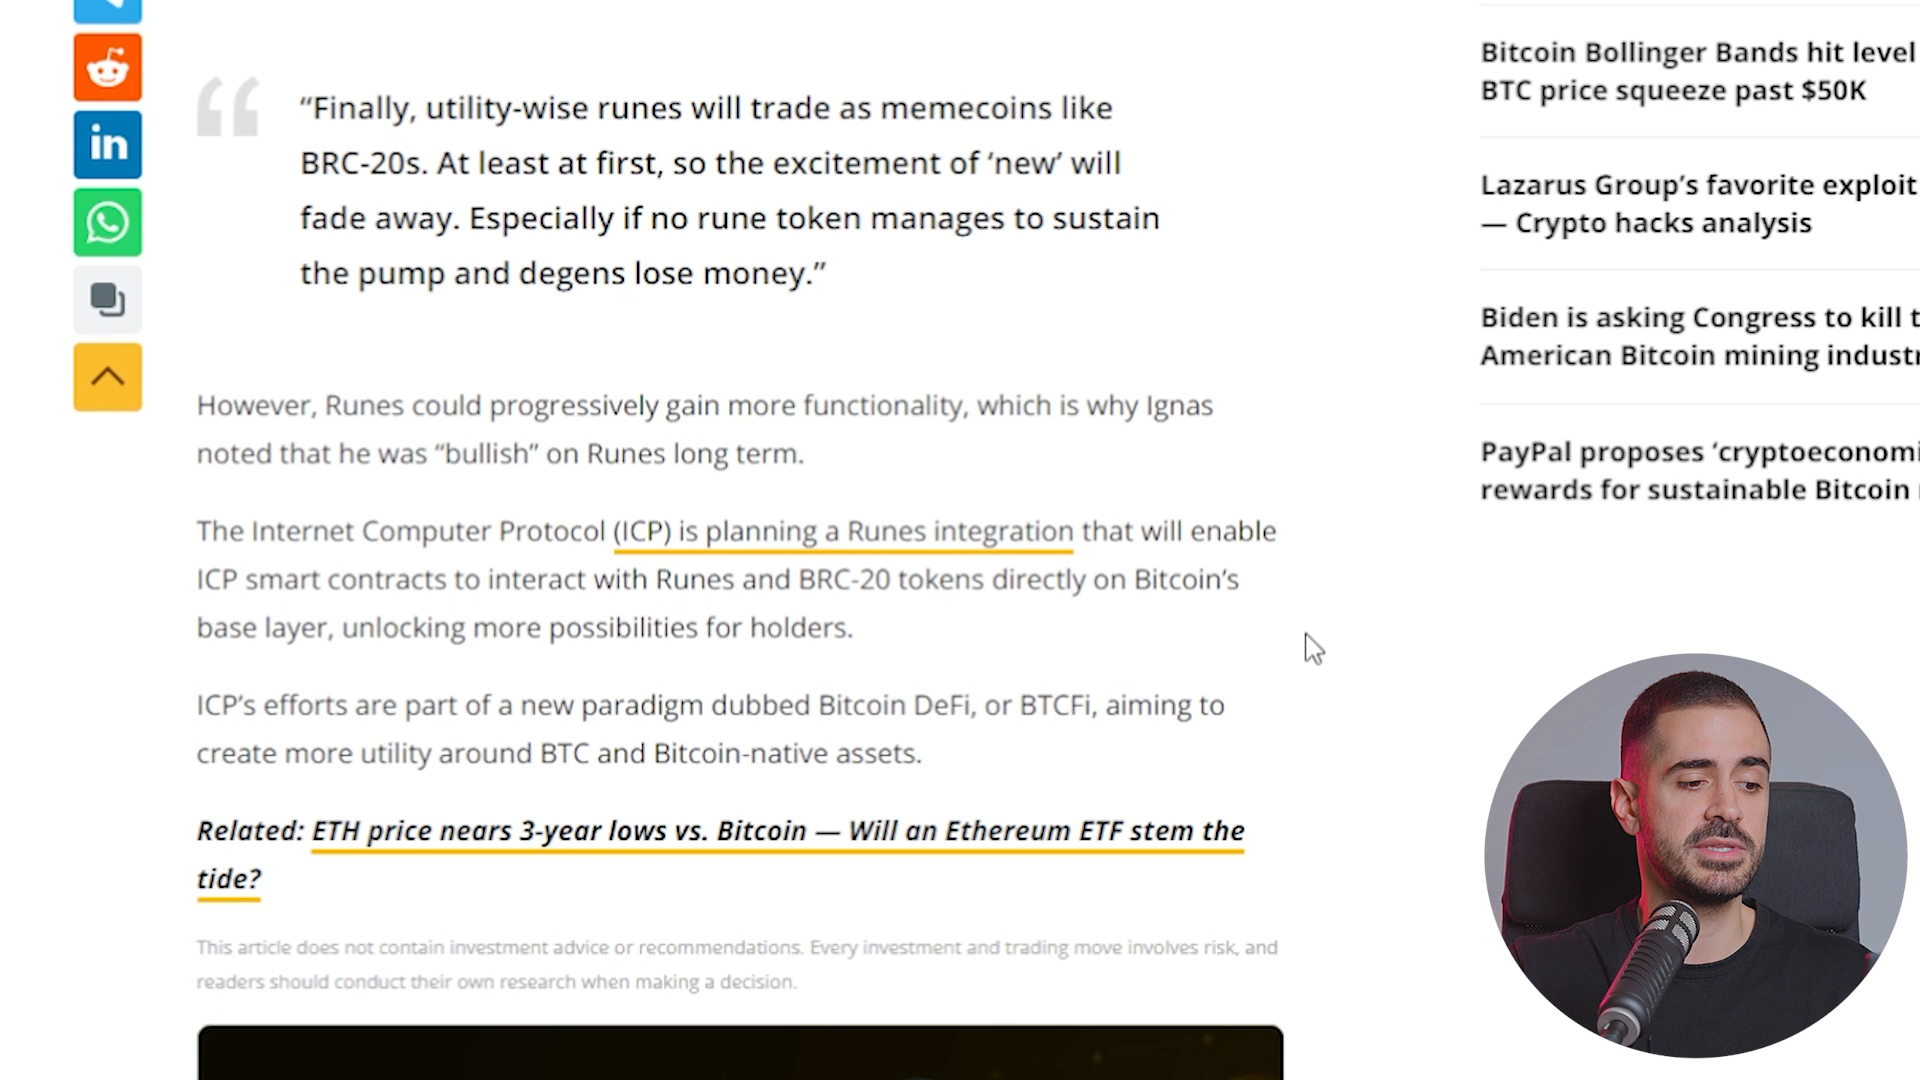 “Finally, utility-wise runes will trade as memecoins like
BRC-20s. At least at first, so the excitement of ‘new’ will
fade away. Especially if no rune token manages to sustain
the pump and degens lose money.”
However, Runes could progressively gain more functionality, which is why Ignas
noted that he was “bullish” on Runes long term.
The Internet Computer Protocol (ICP) is planning a Runes integration that will enable
ICP smart contracts to interact with Runes and BRC-20 tokens directly on Bitcoin’s
base layer, unlocking more possibilities for holders.
ICP’s efforts are part of a new paradigm dubbed Bitcoin DeFi, or BTCFi, aiming to
create more utility around BTC and Bitcoin-native assets.
Related: ETH price nears 3-year lows vs. Bitcoin — Will an Ethereum ETF stem the
tide?
This article does not contain investment advice or recommendations. Every investment and trading move involves risk, and
readers should conduct their own research when making a decision.
Bitcoin Bollinger Bands hit level
BTC price squeeze past $50K
Lazarus Group’s favorite exploit
— Crypto hacks analysis
Biden is asking Congress to kill
American Bitcoin mining
PayPal proposes
rewards for sustainable Bitcoin
in